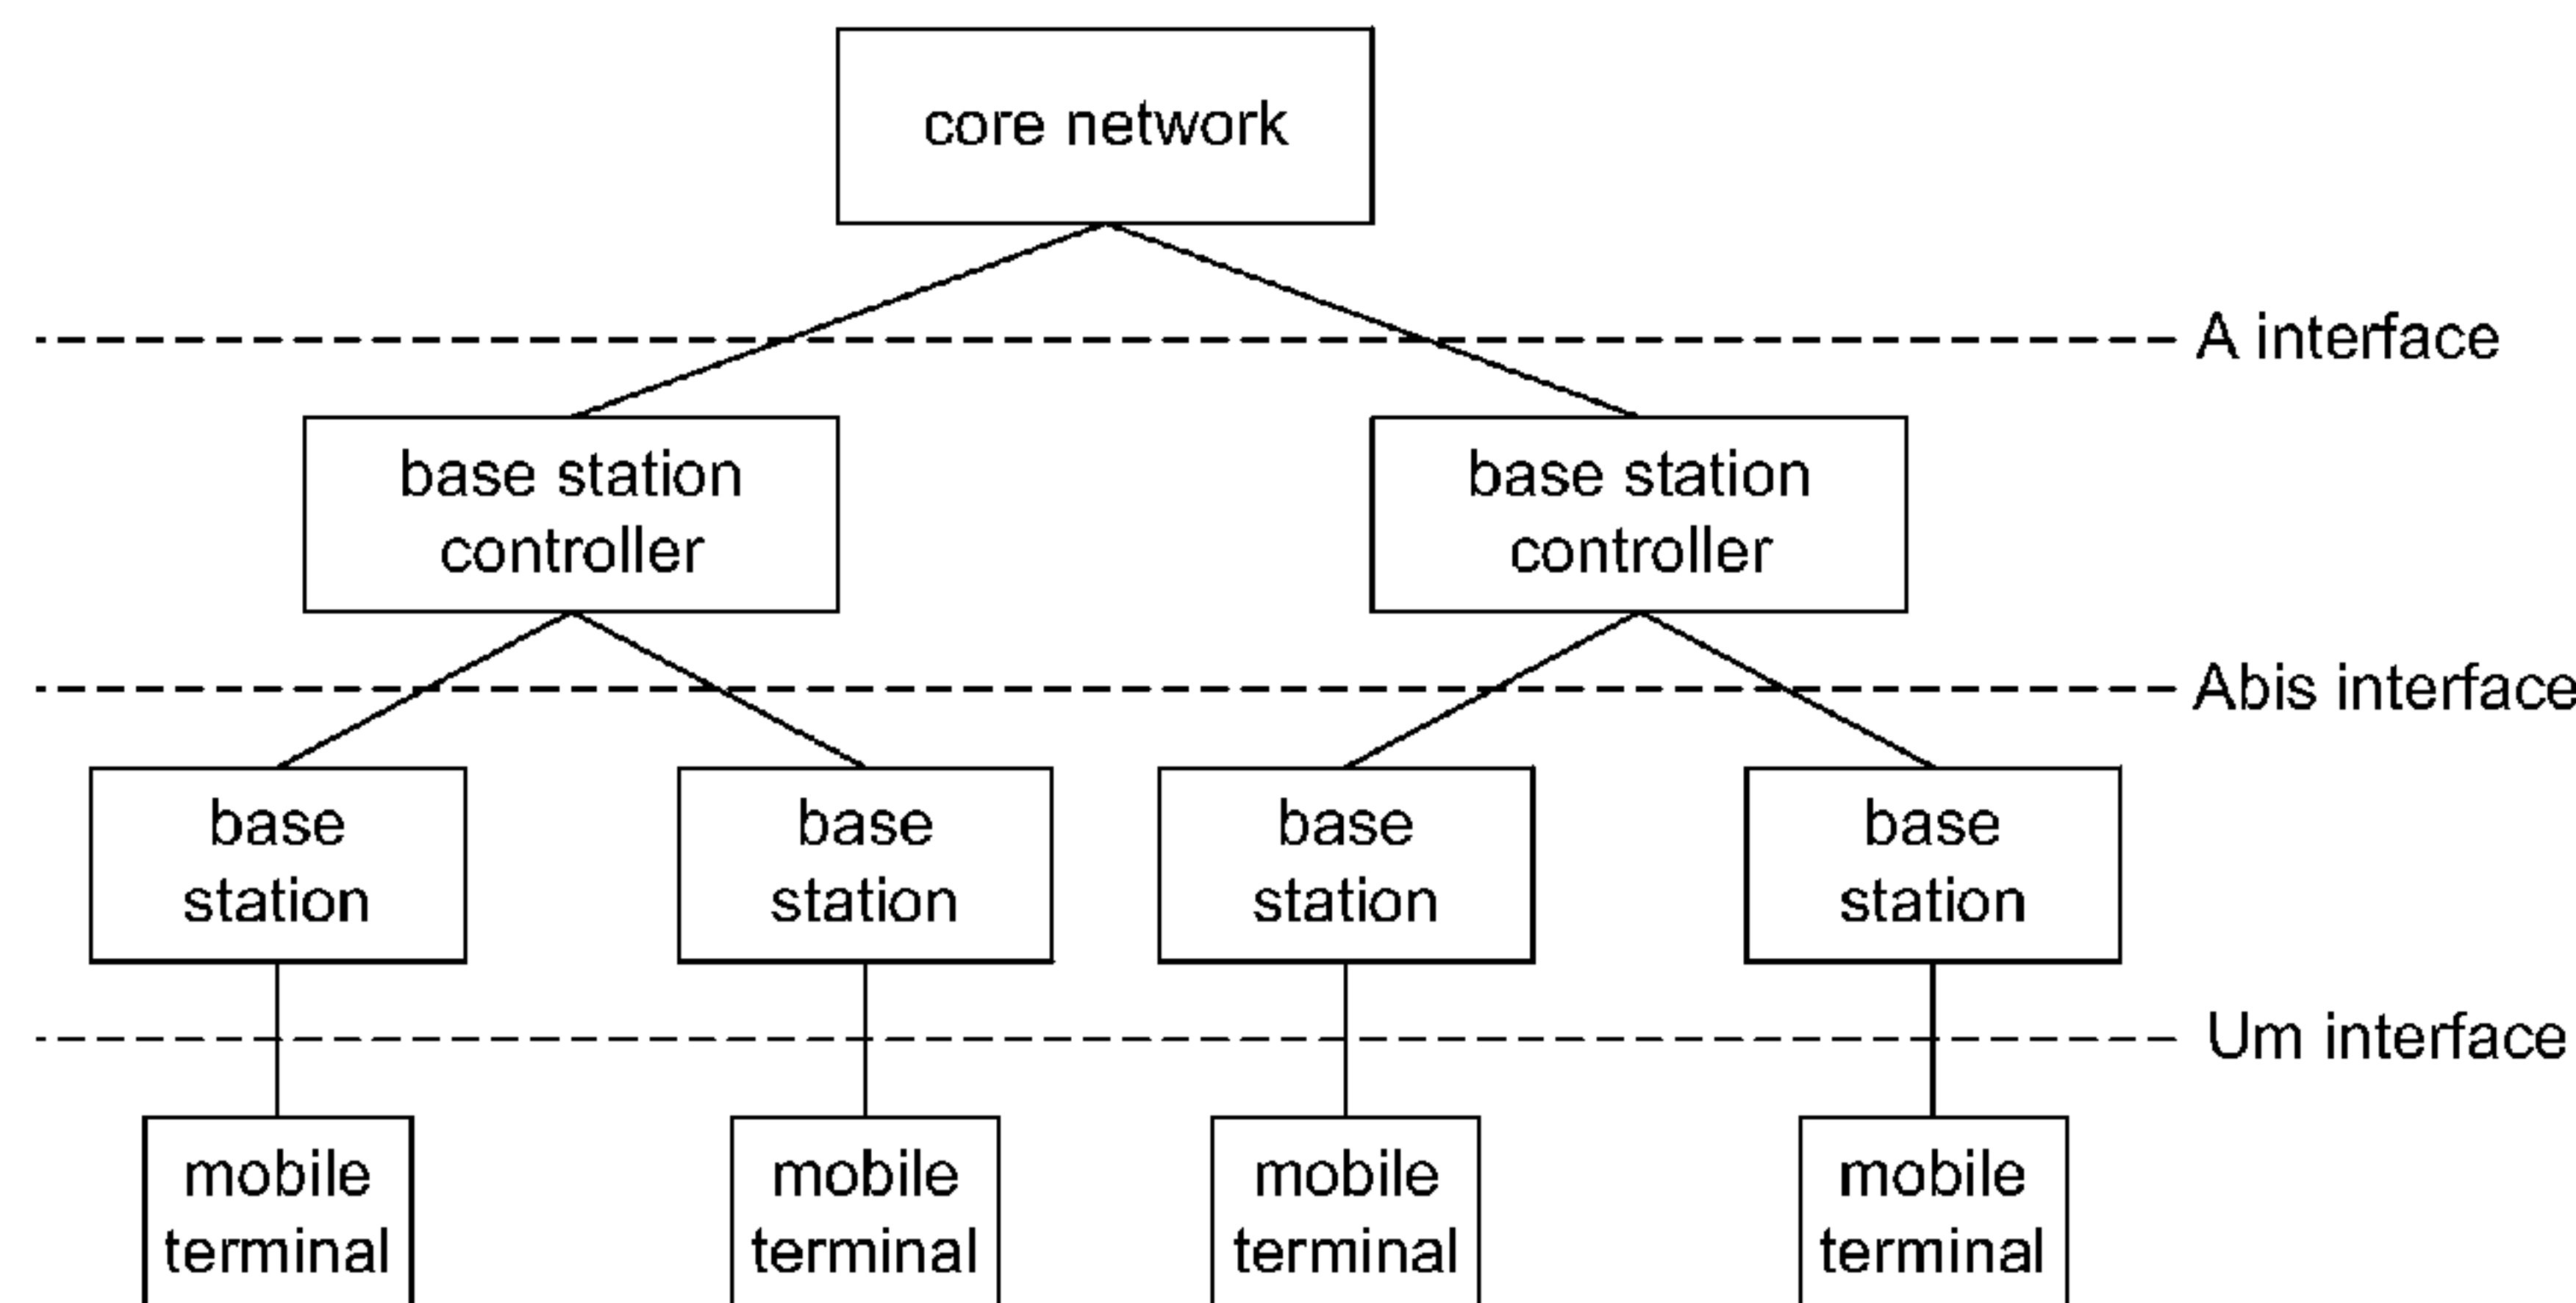 core network
A interface
base station
controller
base station
controller
Abis interface
base
station
base
station
base
station
base
station
Um interface
mobile
terminal
mobile
terminal
mobile
terminal
mobile
terminal